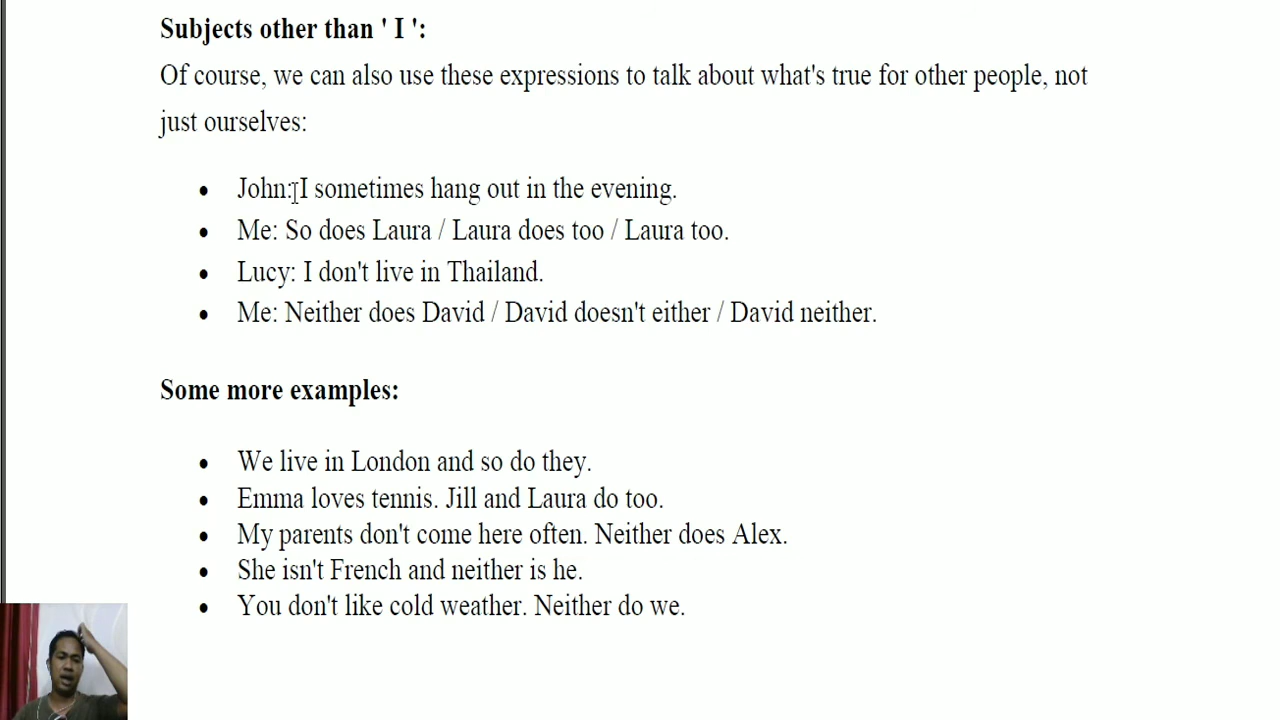 Subjects other than ' I ':
Of course, we can also use these expressions to talk about what's true for other people, not
just ourselves:
John: I sometimes hang out in the evening.
Me: So does Laura / Laura does too / Laura too.
Lucy: I don't live in Thailand.
Me: Neither does David / David doesn't either / David neither.
Some more examples:
We live in London and so do they.
Emma loves tennis. Jill and Laura do too.
My parents don't come here often. Neither does Alex.
She isn't French and neither is he.
You don't like cold weather. Neither do we.